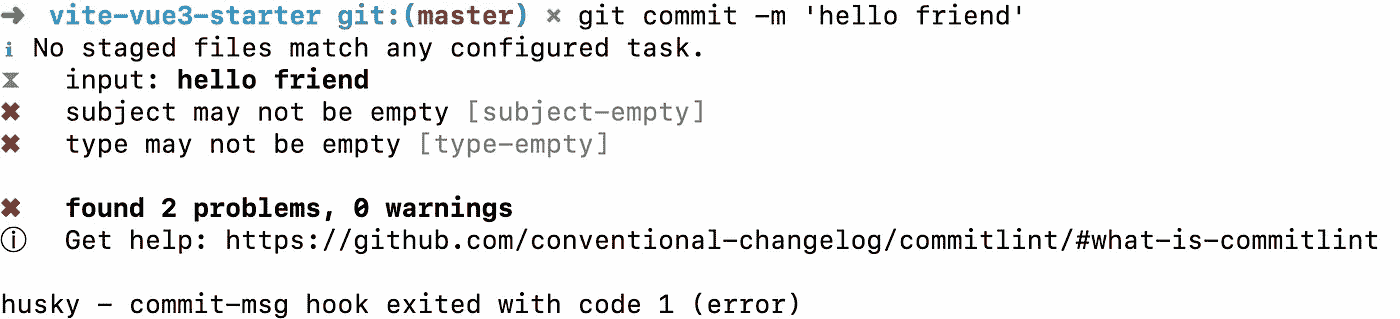 ➜ vite-vue3-starter git:(master) × git commit -m 'hello friend'
ℹ No staged files match any configured task.
⧗ input: hello friend
✖ subject may not be empty [subject-empty]
✖ type may not be empty [type-empty]
✖ found 2 problems, 0 warnings
ⓘ Get help: https://github.com/conventional-changelog/commitlint/#what-is-commitlint
husky - commit-msg hook exited with code 1 (error)